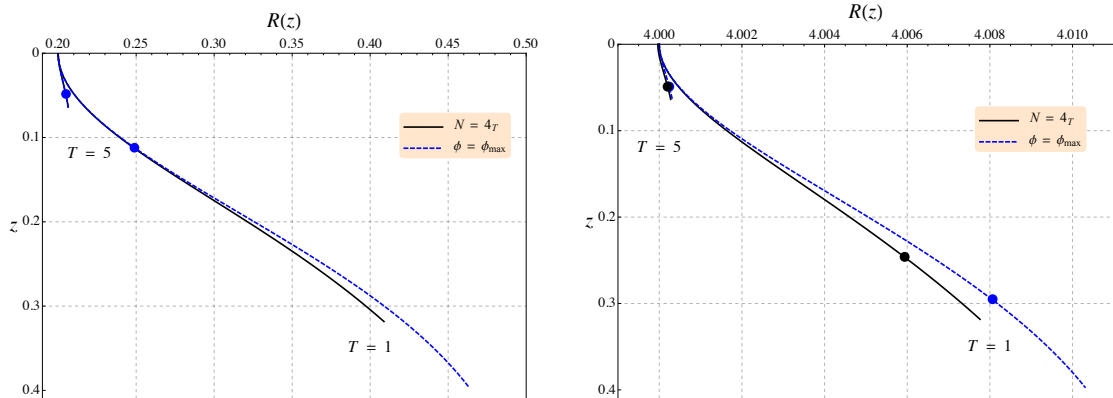 R(z)
0.20 0.25 0.30 0.35 0.40 0.45 0.50
0
0.1
0.2
0.3
0.4
z
T = 5
T = 1
N = 4_T
ϕ = ϕ_max
R(z)
4.000 4.002 4.004 4.006 4.008 4.010
0
0.1
0.2
0.3
0.4
z
T = 5
T = 1
N = 4_T
ϕ = ϕ_max